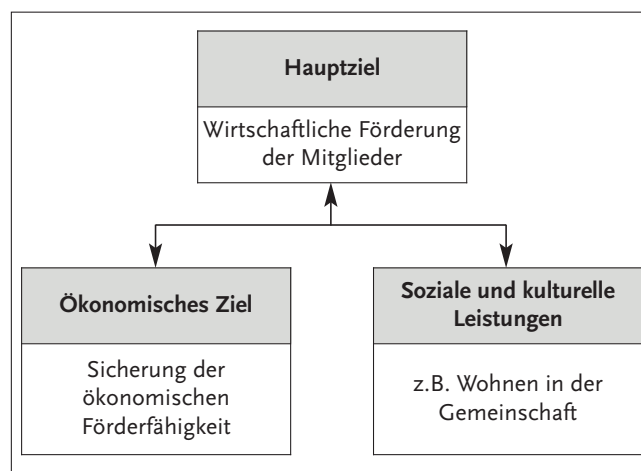 Hauptziel
Wirtschaftliche Förderung
der Mitglieder
Ökonomisches Ziel
Sicherung der
ökonomischen
Förderfähigkeit
Soziale und kulturelle
Leistungen
z.B. Wohnen in der
Gemeinschaft